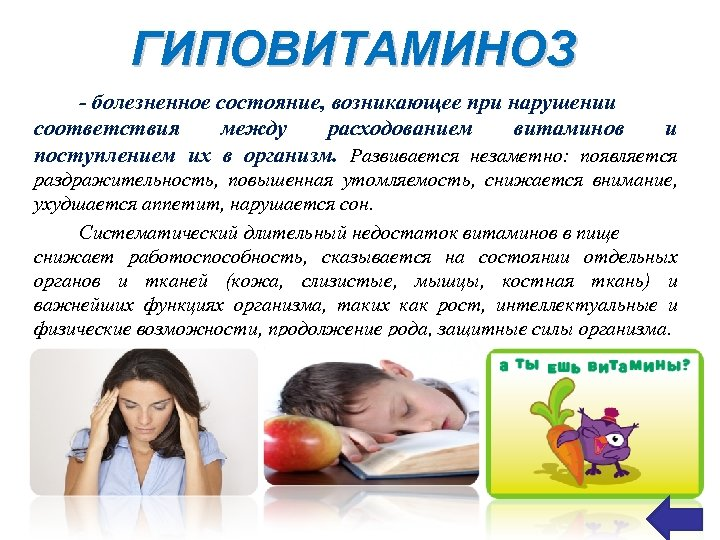 ГИПОВИТАМИНОЗ
- болезненное состояние, возникающее при нарушении
соответствия между расходованием витаминов и
поступлением их в организм. Развивается незаметно: появляется
раздражительность, повышенная утомляемость, снижается внимание,
ухудшается аппетит, нарушается сон.
Систематический длительный недостаток витаминов в пище
снижает работоспособность, сказывается на состоянии отдельных
органов и тканей (кожа, слизистые, мышцы, костная ткань) и
важнейших функциях организма, таких как рост, интеллектуальные и
физические возможности, продолжение рода, защитные силы организма.
а ты ешь витамины?